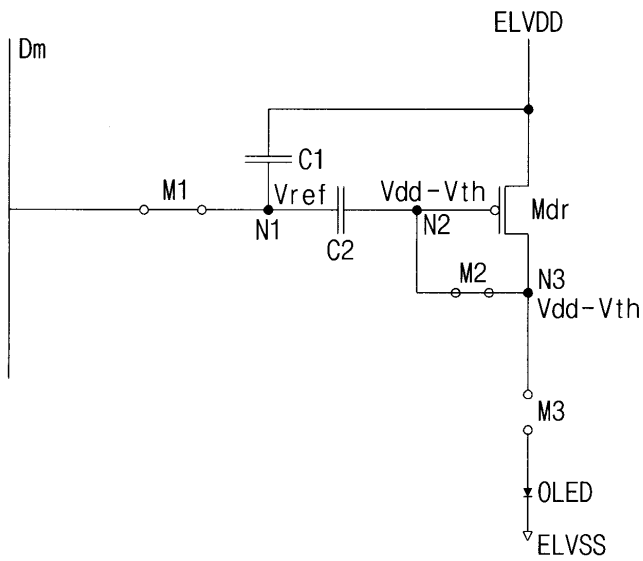 ELVDD
Dm
C1
M1
Vref
Vdd-Vth
N1
C2
N2
Mdr
M2
N3
Vdd-Vth
M3
OLED
ELVSS